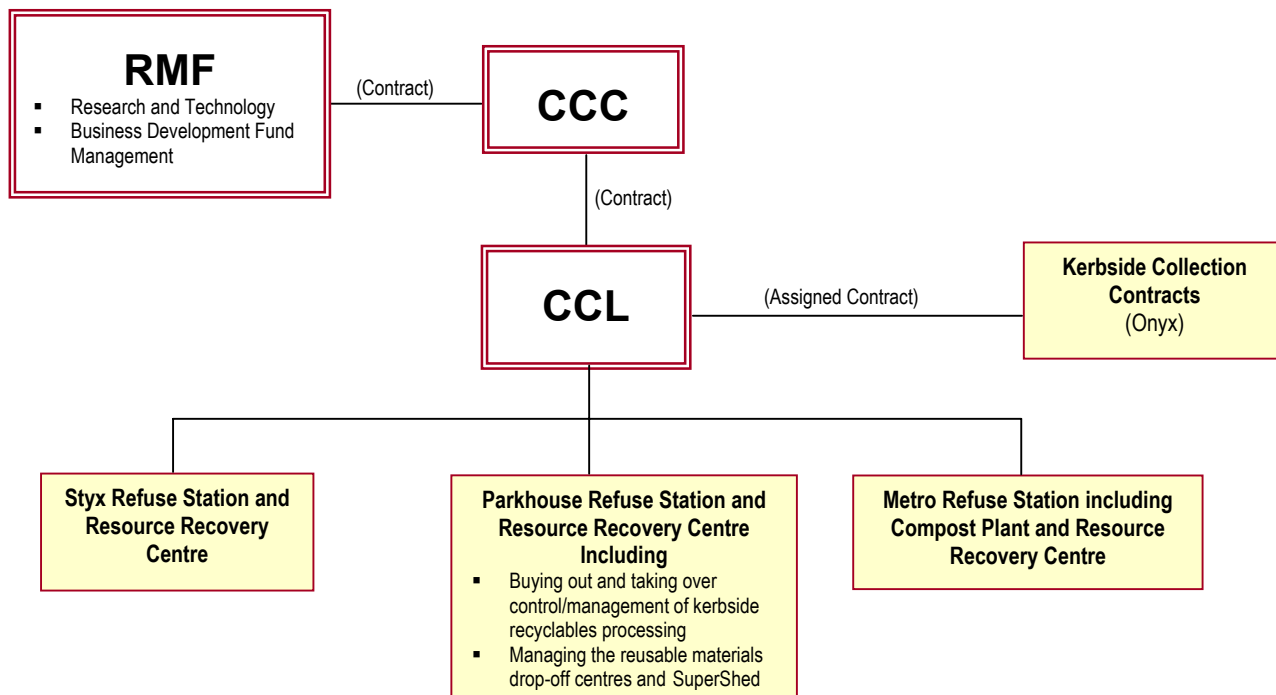 RMF
▪ Research and Technology
▪ Business Development Fund
Management
(Contract)
CCC
(Contract)
CCL
(Assigned Contract)
Kerbside Collection
Contracts
(Onyx)
Styx Refuse Station and
Resource Recovery
Centre
Parkhouse Refuse Station and
Resource Recovery Centre
Including
▪ Buying out and taking over
control/management of kerbside
recyclables processing
▪ Managing the reusable materials
drop-off centres and SuperShed
Metro Refuse Station including
Compost Plant and Resource
Recovery Centre